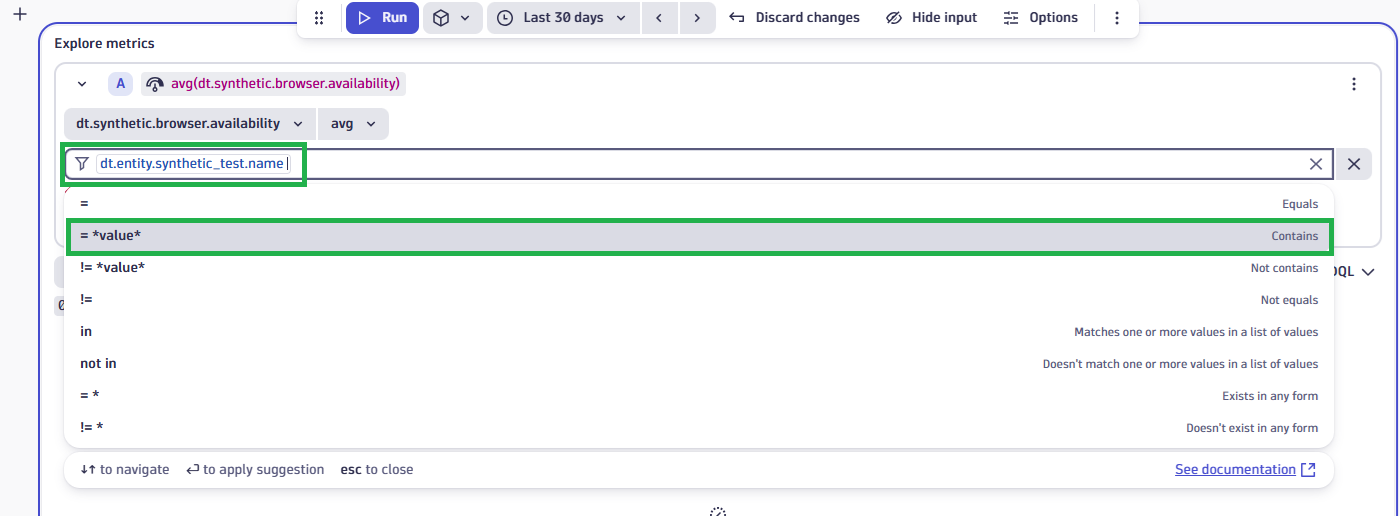 Run
Last 30 days
Discard changes
Hide input
Options
Explore metrics
A avg(dt.synthetic.browser.availability)
dt.synthetic.browser.availability avg
dt.entity.synthetic_test.name
= Equals
= *value* Contains
!= *value* Not contains
!= Not equals
in Matches one or more values in a list of values
not in Doesn't match one or more values in a list of values
= * Exists in any form
!= * Doesn't exist in any form
to navigate to apply suggestion esc to close See documentation